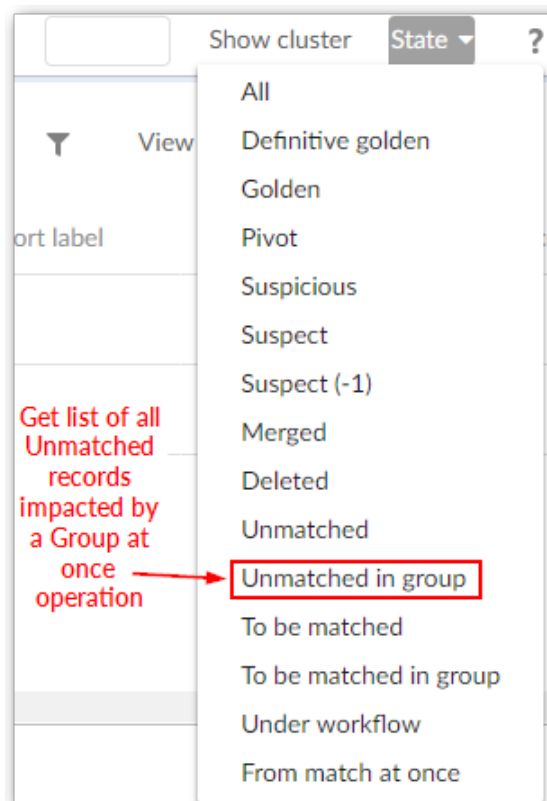 Show cluster State ?
All
View Definitive golden
Golden
ort label Pivot
Suspicious
Suspect
Suspect (-1)
Get list of all
Unmatched
records
impacted by
a Group at
once
operation
Merged
Deleted
Unmatched
Unmatched in group
To be matched
To be matched in group
Under workflow
From match at once